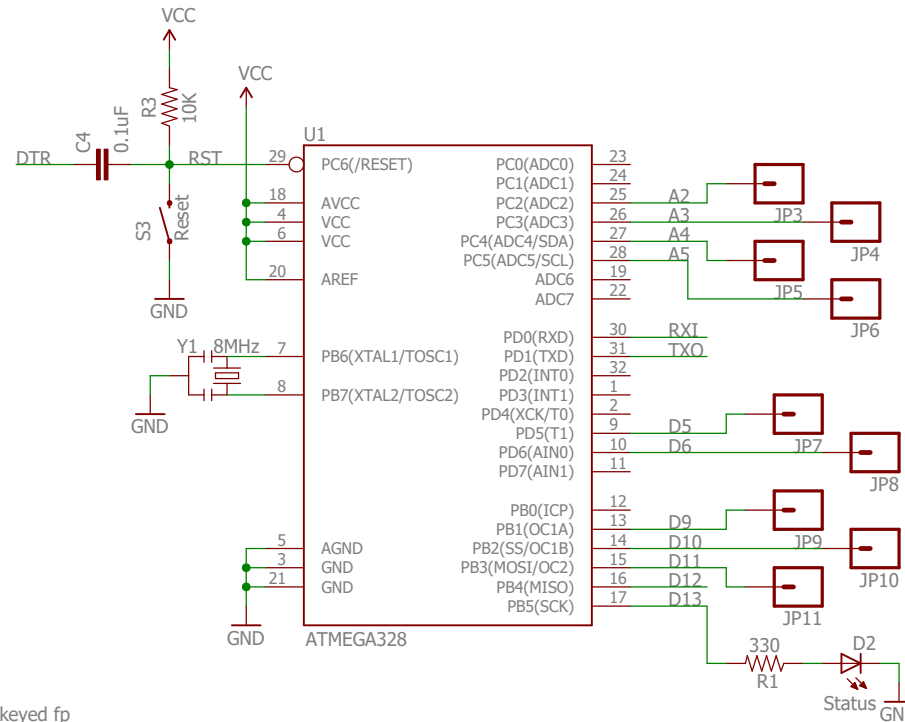 VCC
VCC
R3
10K
C4
0.1uF
DTR
RST
S3
Reset
GND
U1
29 PC6(/RESET)
18 AVCC
4 VCC
6 VCC
20 AREF
Y1 8MHz
7 PB6(XTAL1/TOSC1)
8 PB7(XTAL2/TOSC2)
GND
5 AGND
3 GND
21 GND
GND
ATMEGA328
PC0(ADC0) 23
PC1(ADC1) 24
PC2(ADC2) 25 A2
PC3(ADC3) 26 A3
PC4(ADC4/SDA) 27 A4
PC5(ADC5/SCL) 28 A5
ADC6 19
ADC7 22
JP3
JP4
JP5
JP6
PD0(RXD) 30 RXI
PD1(TXD) 31 TXO
PD2(INT0) 32
PD3(INT1) 1
PD4(XCK/T0) 2
PD5(T1) 9 D5
PD6(AIN0) 10 D6
PD7(AIN1) 11
JP7
JP8
PB0(ICP) 12
PB1(OC1A) 13 D9
PB2(SS/OC1B) 14 D10
PB3(MOSI/OC2) 15 D11
PB4(MISO) 16 D12
PB5(SCK) 17 D13
JP9
JP10
JP11
330
R1
D2
Status
GN
keyed fp